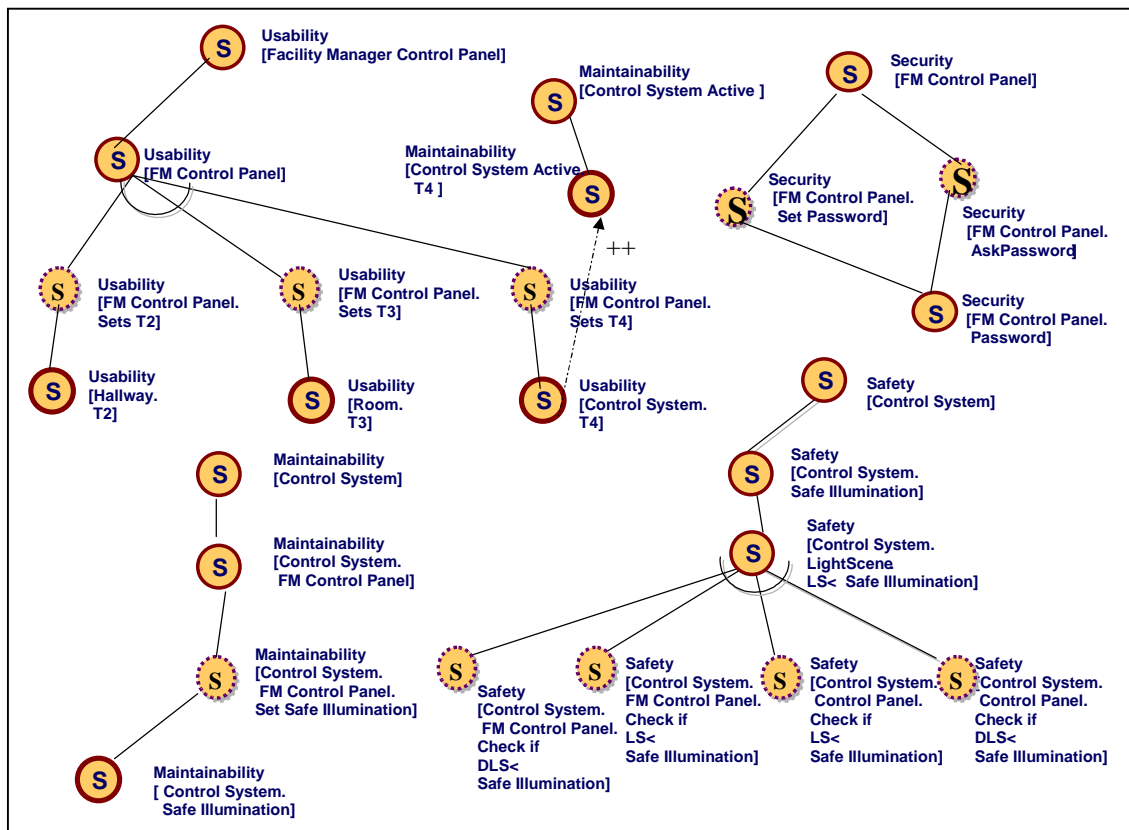 S
Usability
[Facility Manager Control Panel]
S
Usability
[FM Control Panel]
S
Usability
[FM Control Panel.
Sets T2]
S
Usability
[FM Control Panel.
Sets T3]
S
Usability
[FM Control Panel.
Sets T4]
S
Usability
[Hallway.
T2]
S
Usability
[Room.
T3]
S
Usability
[Control System.
T4]
S
Maintainability
[Control System Active ]
Maintainability
[Control System Active
T4 ]
S
++
S
Security
[FM Control Panel]
S
Security
[FM Control Panel.
Set Password]
S
Security
[FM Control Panel.
AskPassword]
S
Security
[FM Control Panel.
Password]
S
Maintainability
[Control System]
S
Maintainability
[Control System.
FM Control Panel]
S
Maintainability
[Control System.
FM Control Panel.
Set Safe Illumination]
S
Maintainability
[ Control System.
Safe Illumination]
S
Safety
[Control System]
S
Safety
[Control System.
Safe Illumination]
S
Safety
[Control System.
LightScene.
LS< Safe Illumination]
S
Safety
[Control System.
FM Control Panel.
Check if
DLS<
Safe Illumination]
S
Safety
[Control System.
FM Control Panel.
Check if
LS<
Safe Illumination]
S
Safety
[Control System.
Control Panel.
Check if
LS<
Safe Illumination]
S
Safety
[Control System.
Control Panel.
Check if
DLS<
Safe Illumination]